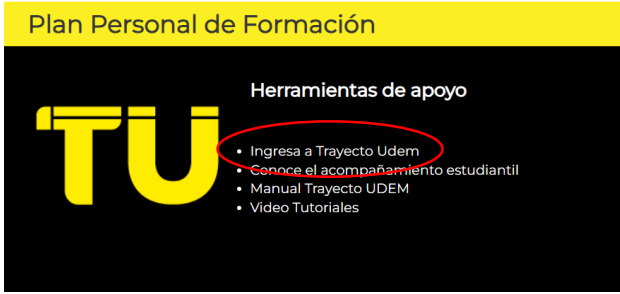 Plan Personal de Formación
TU
Herramientas de apoyo
Ingresa a Trayecto Udem
Conoce el acompañamiento estudiantil
Manual Trayecto UDEM
Video Tutoriales